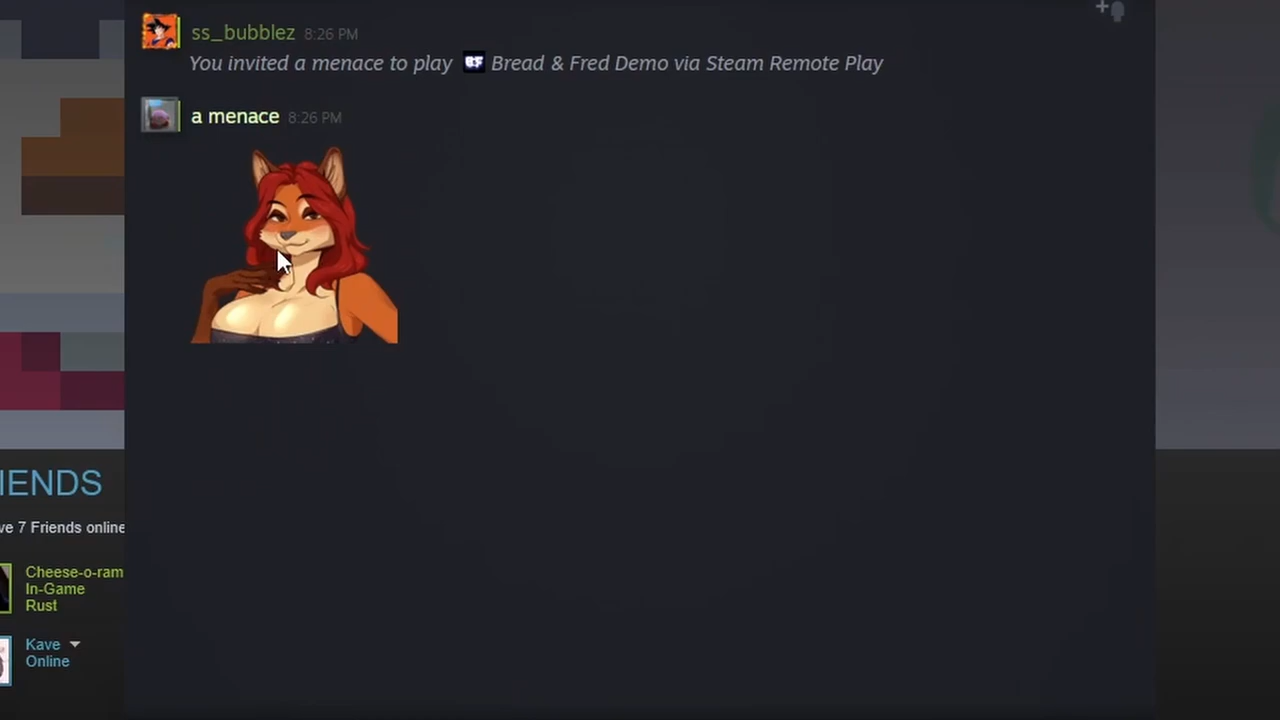 ss_bubblez 8:26 PM
You invited a menace to play BF Bread & Fred Demo via Steam Remote Play
a menace 8:26 PM
IENDS
ve 7 Friends online
Cheese-o-ram
In-Game
Rust
Kave
Online